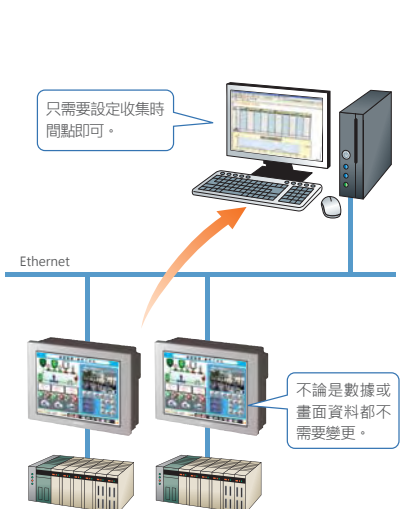 只需要設定收集時
間點即可。
Ethernet
不論是數據或
畫面資料都不
需要變更。